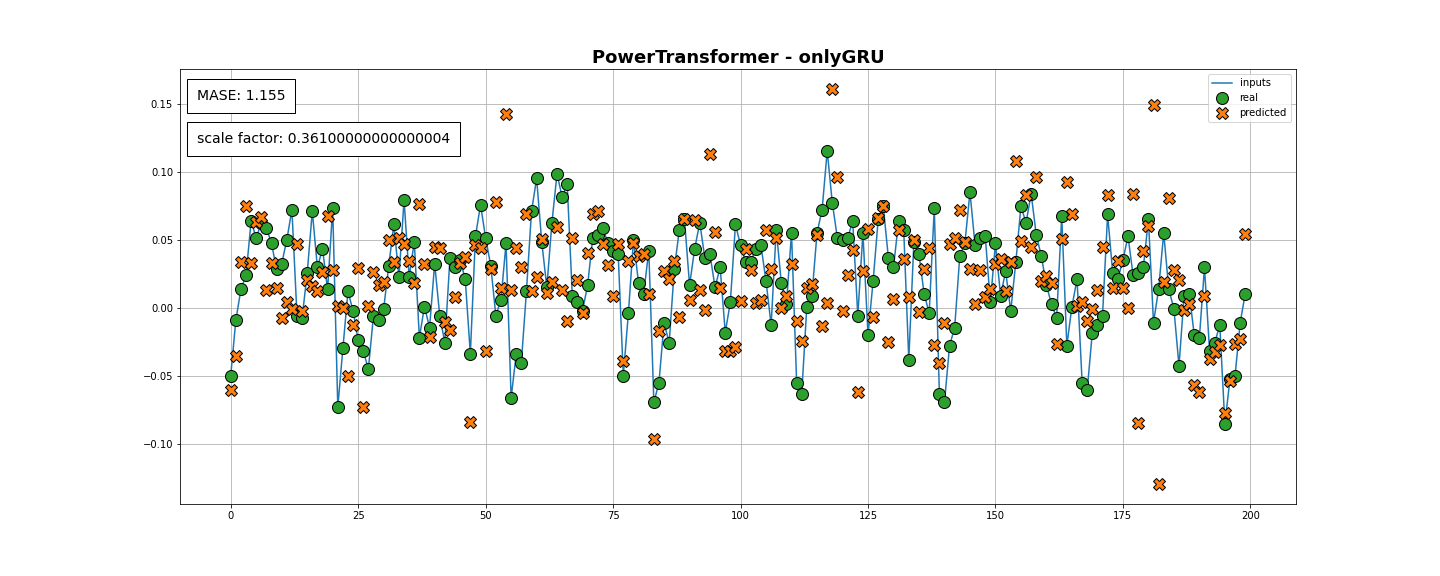 PowerTransformer - onlyGRU
MASE: 1.155
scale factor: 0.36100000000000004
inputs
real
predicted
0.15
0.10
0.05
0.00
−0.05
−0.10
0 25 50 75 100 125 150 175 200